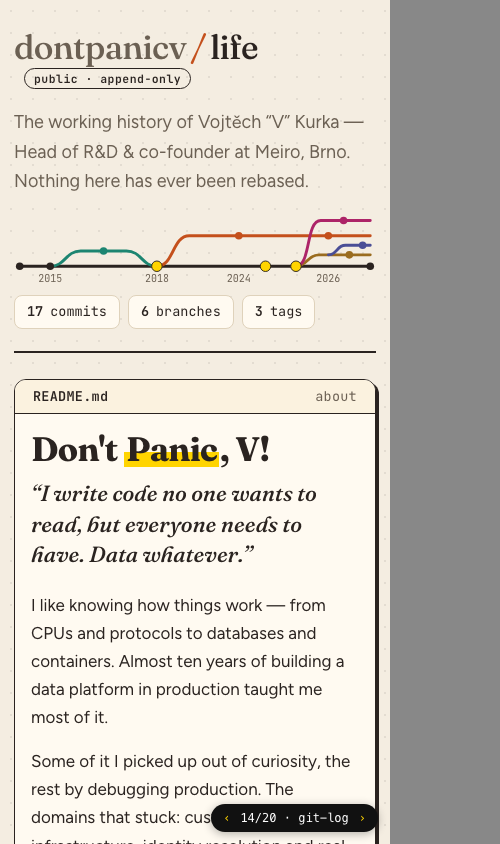 dontpanicv / life
public · append-only
The working history of Vojtěch “V” Kurka —
Head of R&D & co-founder at Meiro, Brno.
Nothing here has ever been rebased.
2015 2018 2024 2026
17 commits 6 branches 3 tags
README.md about
Don't Panic, V!
“I write code no one wants to
read, but everyone needs to
have. Data whatever.”
I like knowing how things work — from
CPUs and protocols to databases and
containers. Almost ten years of building a
data platform in production taught me
most of it.
Some of it I picked up out of curiosity, the
rest by debugging production. The
domains that stuck: cus
‹ 14/20 · git-log ›